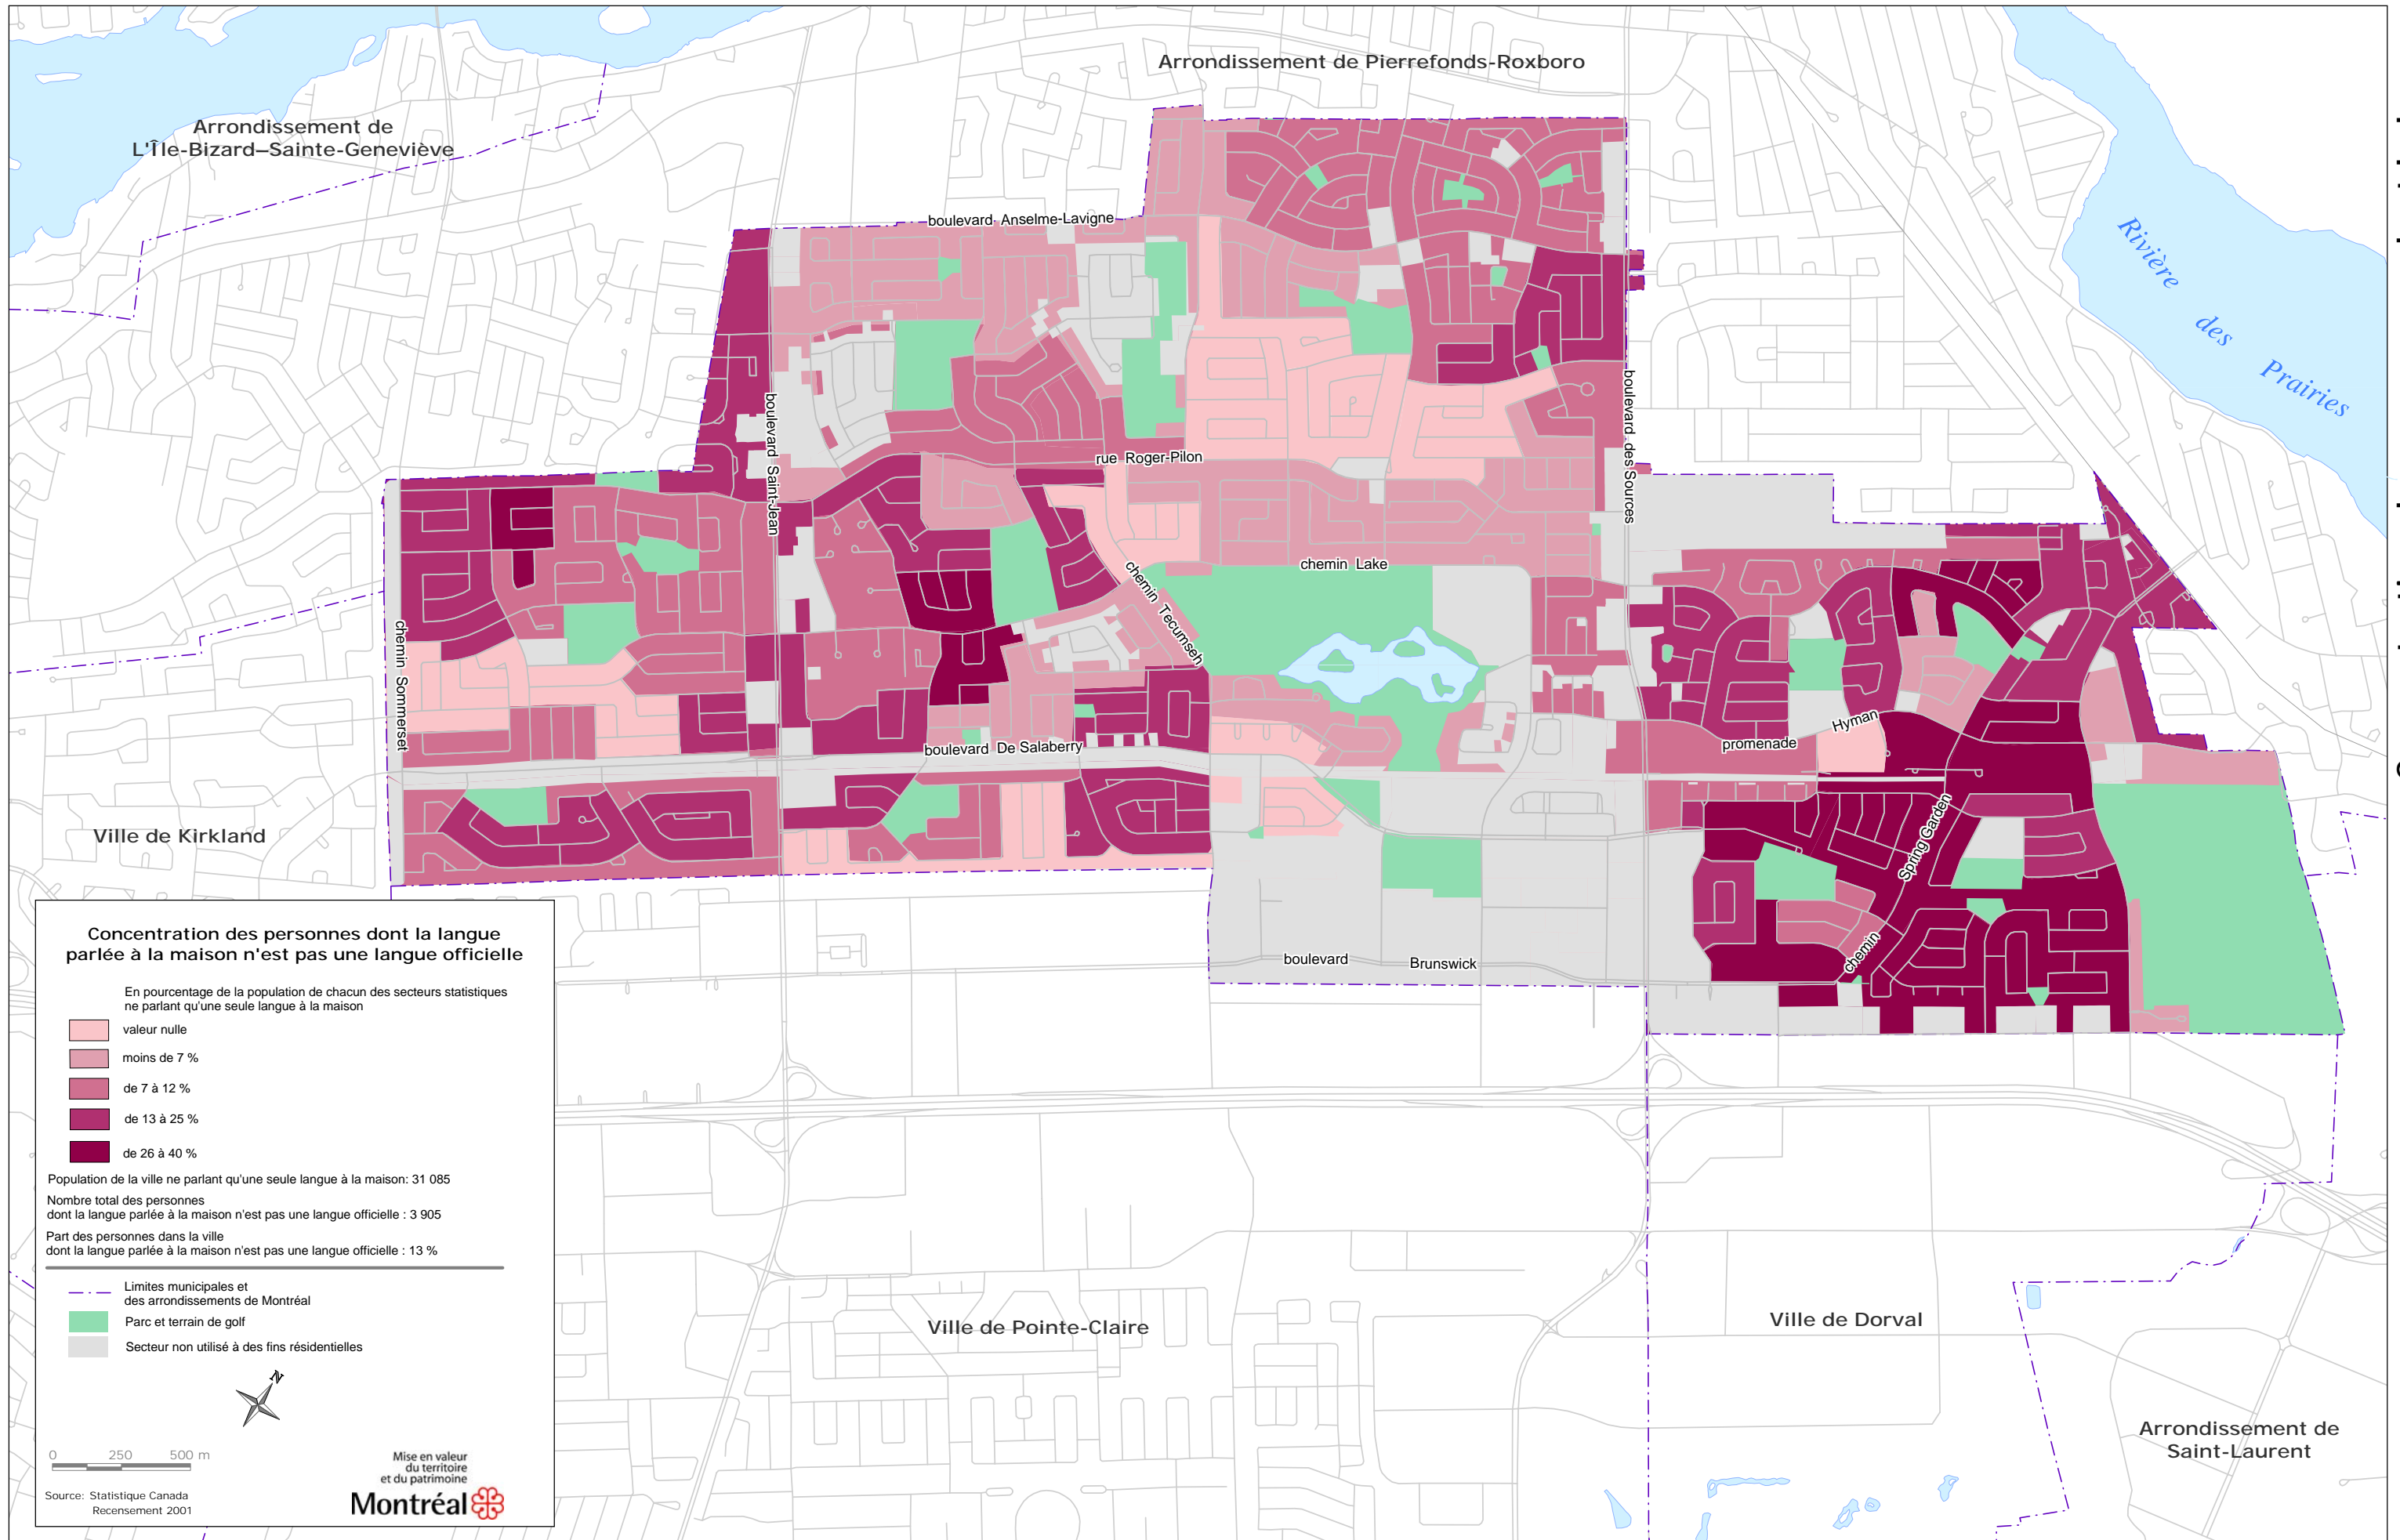 Arrondissement de Pierrefonds-Roxboro
Arrondissement de
L'Île-Bizard–Sainte-Geneviève
Rivière
des
Prairies
boulevard Anselme-Lavigne
boulevard Saint-Jean
rue Roger-Pilon
boulevard des Sources
chemin Lake
chemin Tecumseh
chemin Sommerset
boulevard De Salaberry
promenade Hyman
chemin Spring Garden
boulevard Brunswick
Ville de Kirkland
Ville de Pointe-Claire
Ville de Dorval
Arrondissement de
Saint-Laurent
Concentration des personnes dont la langue
parlée à la maison n'est pas une langue officielle
En pourcentage de la population de chacun des secteurs statistiques
ne parlant qu'une seule langue à la maison
valeur nulle
moins de 7 %
de 7 à 12 %
de 13 à 25 %
de 26 à 40 %
Population de la ville ne parlant qu'une seule langue à la maison: 31 085
Nombre total des personnes
dont la langue parlée à la maison n'est pas une langue officielle : 3 905
Part des personnes dans la ville
dont la langue parlée à la maison n'est pas une langue officielle : 13 %
Limites municipales et
des arrondissements de Montréal
Parc et terrain de golf
Secteur non utilisé à des fins résidentielles
N
0 250 500 m
Source: Statistique Canada
Recensement 2001
Mise en valeur
du territoire
et du patrimoine
Montréal